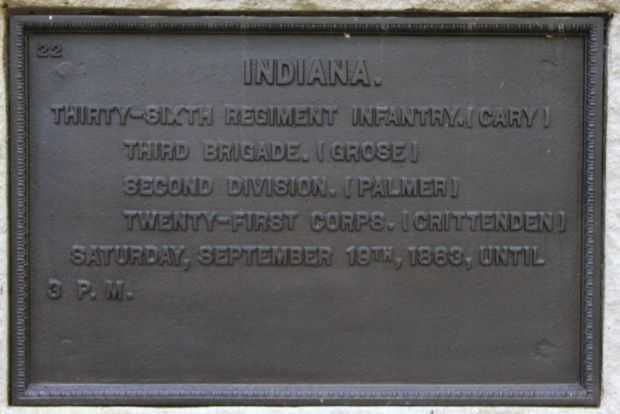 22
INDIANA.
THIRTY-SIXTH REGIMENT INFANTRY. [CARY]
THIRD BRIGADE. [GROSE]
SECOND DIVISION. [PALMER]
TWENTY-FIRST CORPS. [CRITTENDEN]
SATURDAY, SEPTEMBER 19TH, 1863, UNTIL
3 P. M.